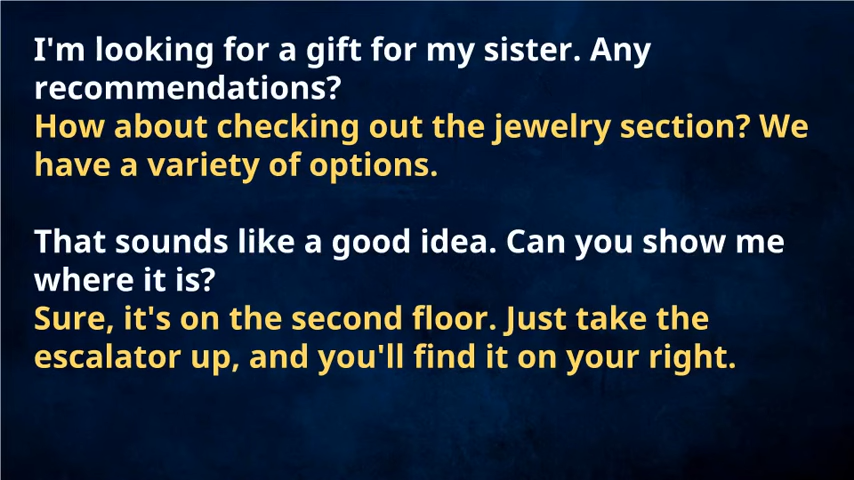 I'm looking for a gift for my sister. Any
recommendations?
How about checking out the jewelry section? We
have a variety of options.
That sounds like a good idea. Can you show me
where it is?
Sure, it's on the second floor. Just take the
escalator up, and you'll find it on your right.